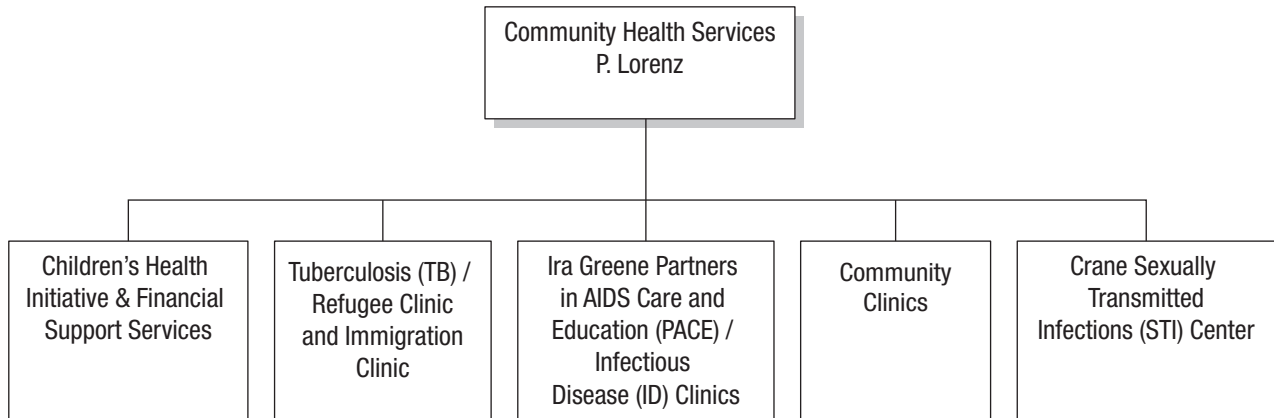 Community Health Services
P. Lorenz
Children’s Health
Initiative & Financial
Support Services
Tuberculosis (TB) /
Refugee Clinic
and Immigration
Clinic
Ira Greene Partners
in AIDS Care and
Education (PACE) /
Infectious
Disease (ID) Clinics
Community
Clinics
Crane Sexually
Transmitted
Infections (STI) Center